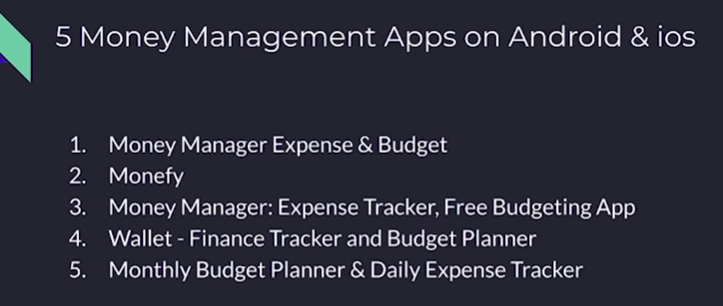 5 Money Management Apps on Android & ios
1. Money Manager Expense & Budget
2. Monefy
3. Money Manager: Expense Tracker, Free Budgeting App
4. Wallet - Finance Tracker and Budget Planner
5. Monthly Budget Planner & Daily Expense Tracker